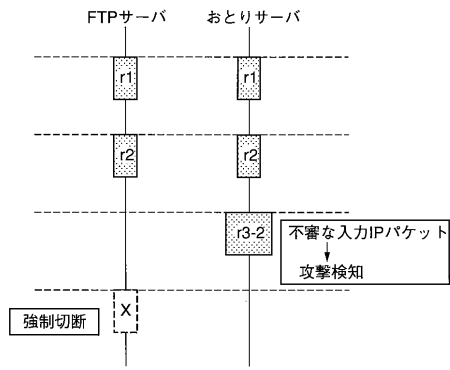 FTPサーバ おとりサーバ
r1 r1
r2 r2
r3-2
不審な入力IPパケット
攻撃検知
X
強制切断